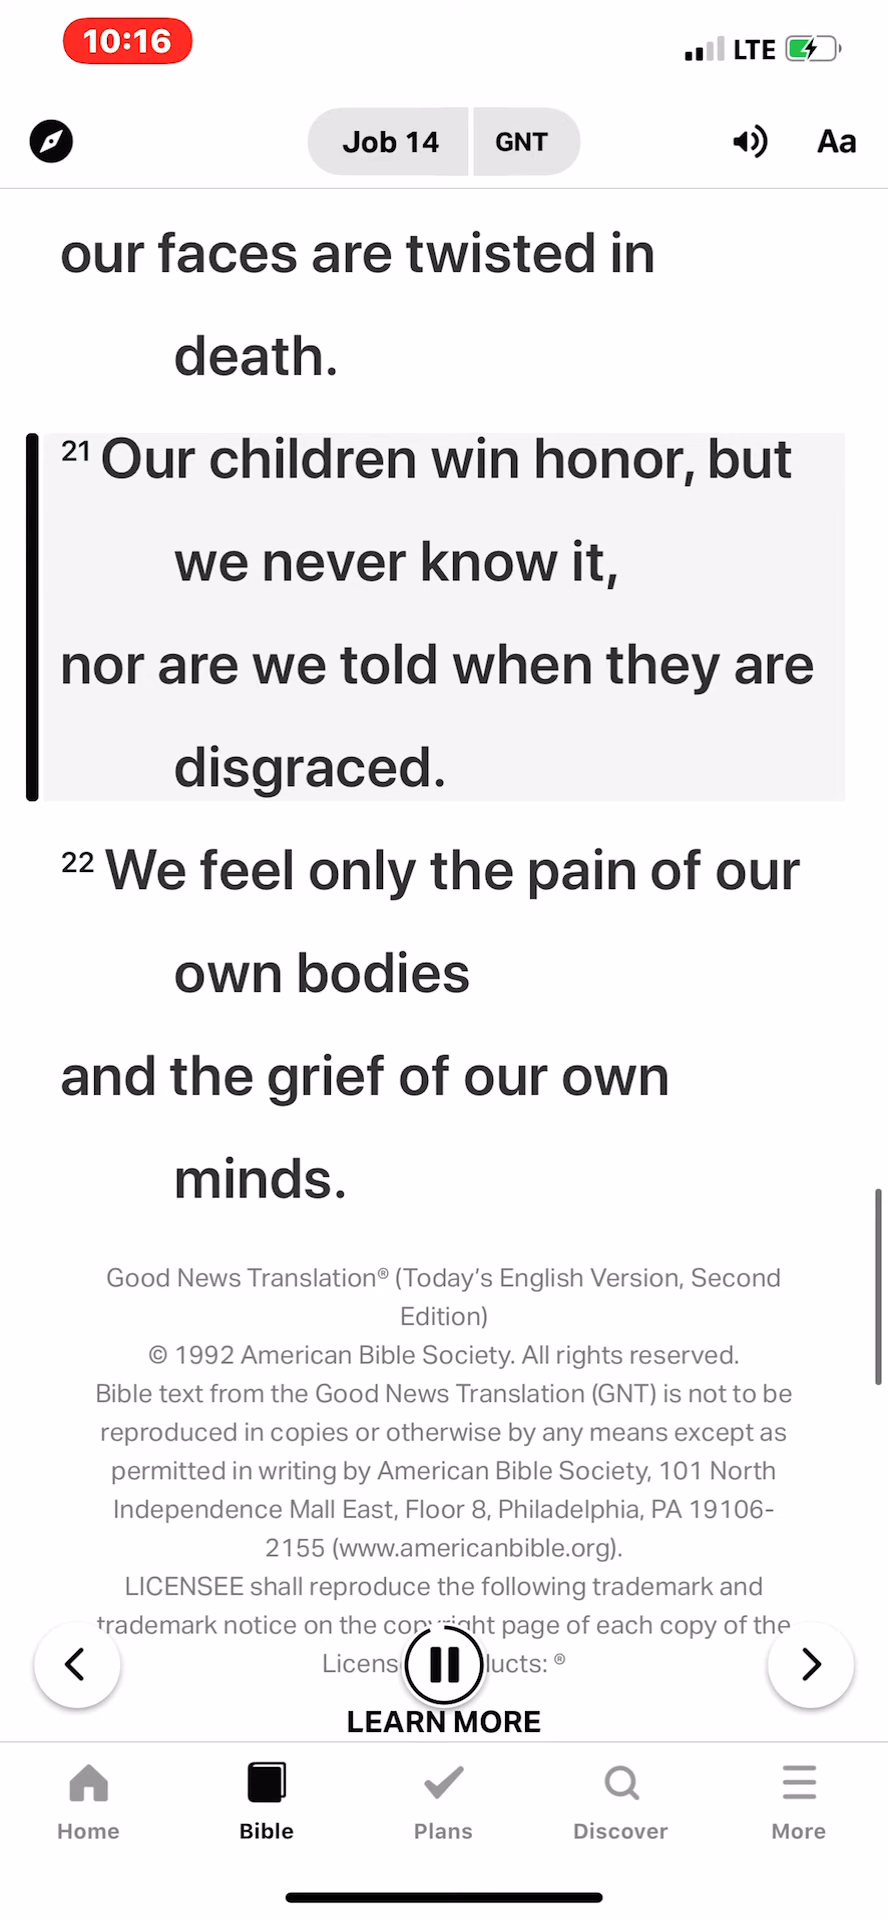 10:16
LTE
Job 14 GNT Aa
our faces are twisted in
death.
21 Our children win honor, but
we never know it,
nor are we told when they are
disgraced.
22 We feel only the pain of our
own bodies
and the grief of our own
minds.
Good News Translation® (Today’s English Version, Second
Edition)
© 1992 American Bible Society. All rights reserved.
Bible text from the Good News Translation (GNT) is not to be
reproduced in copies or otherwise by any means except as
permitted in writing by American Bible Society, 101 North
Independence Mall East, Floor 8, Philadelphia, PA 19106-
2155 (www.americanbible.org).
LICENSEE shall reproduce the following trademark and
trademark notice on the copyright page of each copy of the
Licens lucts: ®
LEARN MORE
Home Bible Plans Discover More